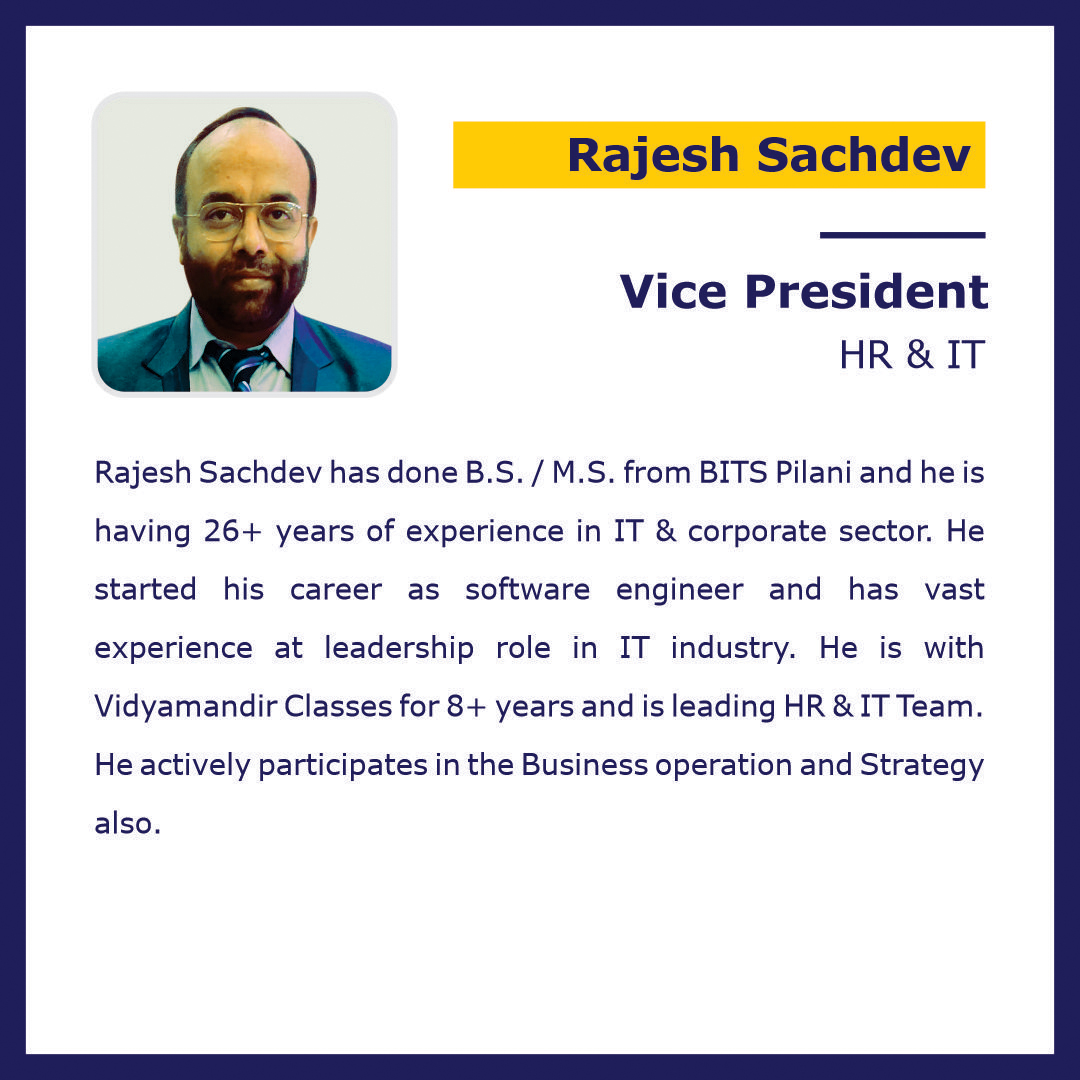 Rajesh Sachdev
Vice President
HR & IT
Rajesh Sachdev has done B.S. / M.S. from BITS Pilani and he is
having 26+ years of experience in IT & corporate sector. He
started his career as software engineer and has vast
experience at leadership role in IT industry. He is with
Vidyamandir Classes for 8+ years and is leading HR & IT Team.
He actively participates in the Business operation and Strategy
also.